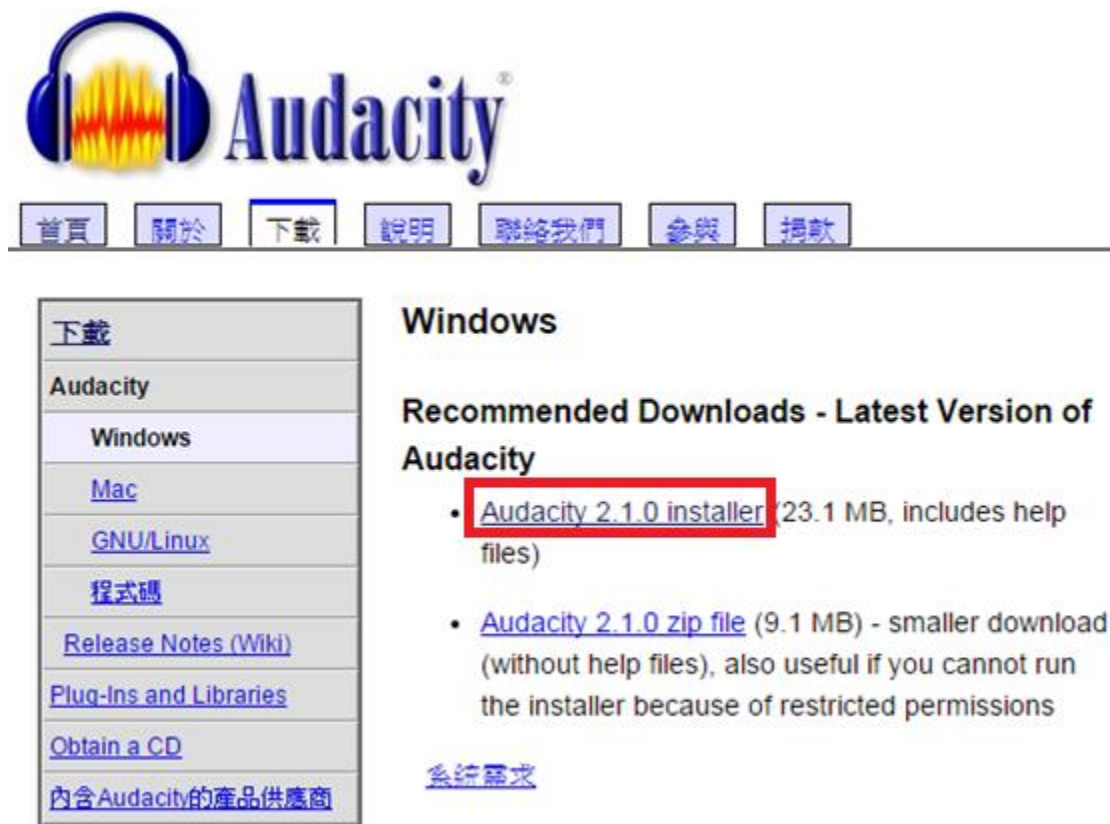 Audacity®
首頁 關於 下載 說明 聯絡我們 參與 捐款
下載
Audacity
Windows
Mac
GNU/Linux
程式碼
Release Notes (Wiki)
Plug-Ins and Libraries
Obtain a CD
內含Audacity的產品供應商
Windows
Recommended Downloads - Latest Version of
Audacity
• Audacity 2.1.0 installer (23.1 MB, includes help
files)
• Audacity 2.1.0 zip file (9.1 MB) - smaller download
(without help files), also useful if you cannot run
the installer because of restricted permissions
系統需求